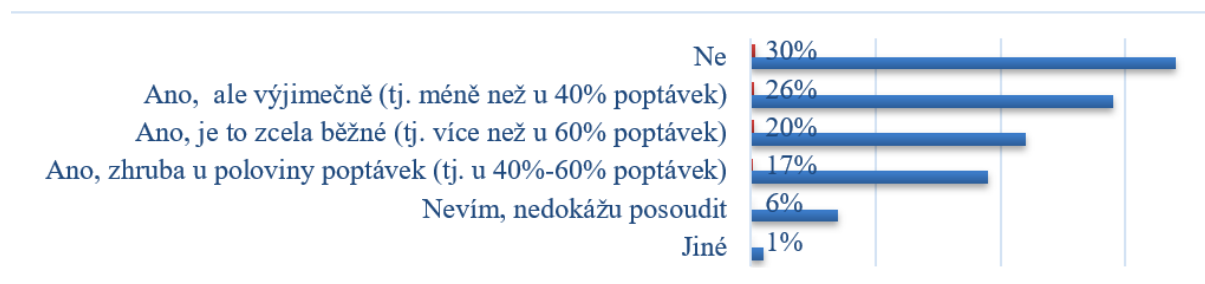 Ne 30%
Ano,  ale výjimečně (tj. méně než u 40% poptávek) 26%
Ano, je to zcela běžné (tj. více než u 60% poptávek) 20%
Ano, zhruba u poloviny poptávek (tj. u 40%-60% poptávek) 17%
Nevím, nedokážu posoudit 6%
Jiné 1%